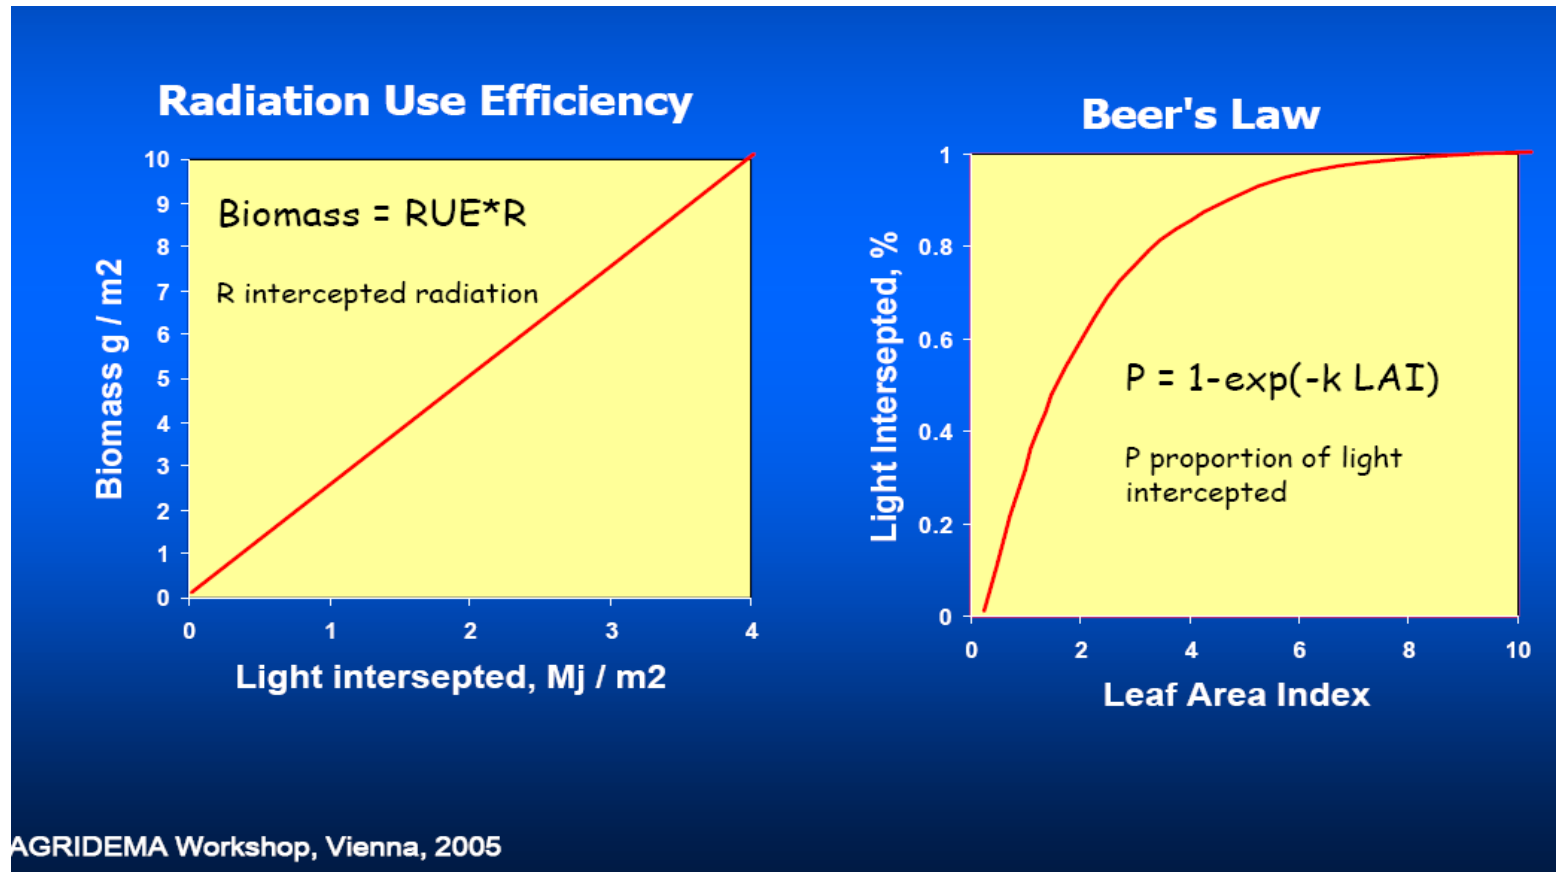 Radiation Use Efficiency
10
9
8
7
6
5
4
3
2
1
0
Biomass g / m2
Biomass = RUE*R
R intercepted radiation
0 1 2 3 4
Light intersepted, Mj / m2
Beer's Law
1
0.8
0.6
0.4
0.2
0
Light Intersepted, %
P = 1-exp(-k LAI)
P proportion of light
intercepted
0 2 4 6 8 10
Leaf Area Index
AGRIDEMA Workshop, Vienna, 2005